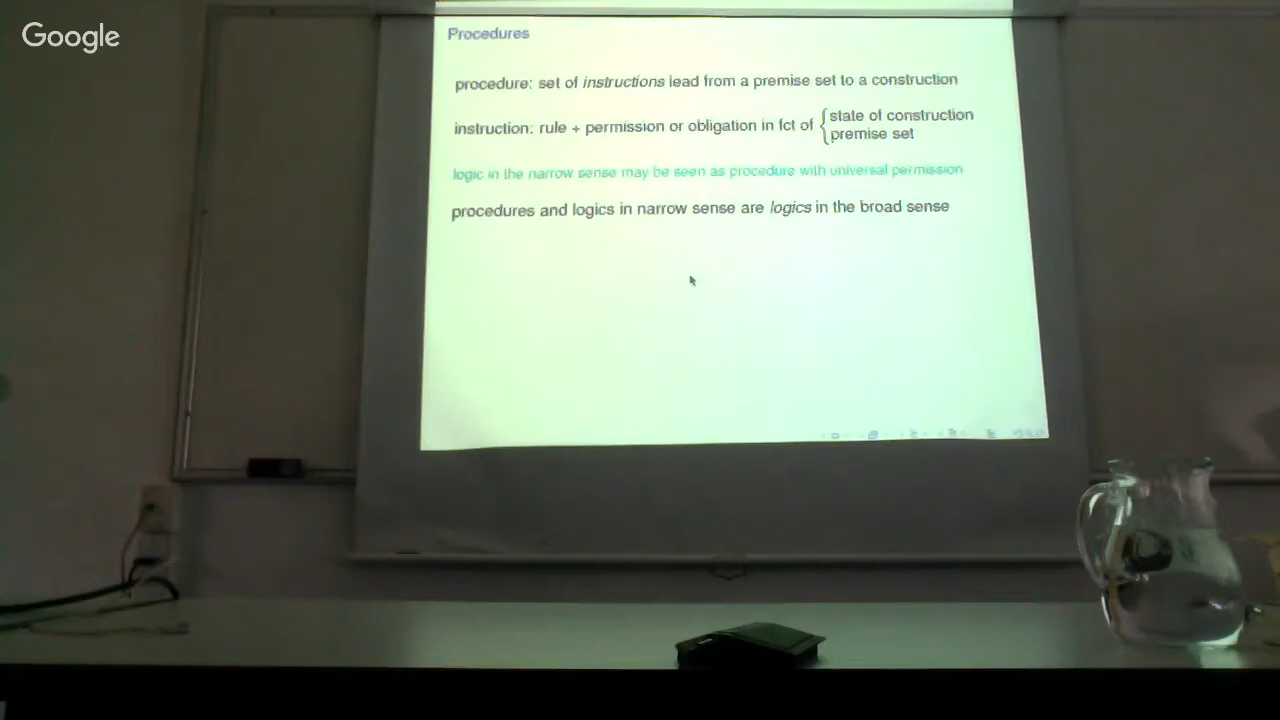 Google
Procedures
procedure: set of instructions lead from a premise set to a construction
instruction: rule + permission or obligation in fct of { state of construction
premise set
logic in the narrow sense may be seen as procedure with universal permission
procedures and logics in narrow sense are logics in the broad sense